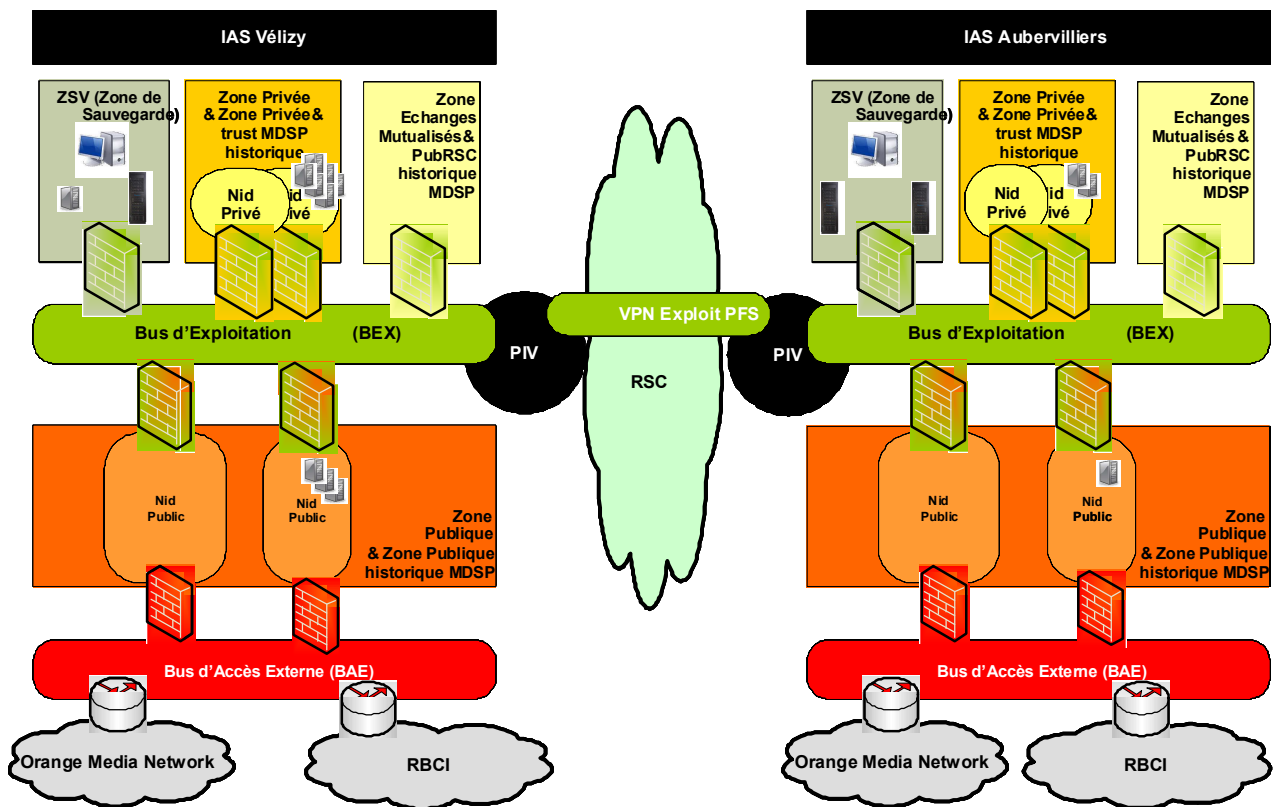 IAS Vélizy
IAS Aubervilliers
ZSV (Zone de
Sauvegarde)
Zone Privée
& Zone Privée &
trust MDSP
historique
Zone
Echanges
Mutualisés &
PubRSC
historique
MDSP
Nid
Privé
Nid
Privé
ZSV (Zone de
Sauvegarde)
Zone Privée
& Zone Privée &
trust MDSP
historique
Zone
Echanges
Mutualisés &
PubRSC
historique
MDSP
Nid
Privé
Nid
Privé
Bus d’Exploitation (BEX)
VPN Exploit PFS
Bus d’Exploitation (BEX)
PIV
RSC
PIV
Nid
Public
Nid
Public
Zone
Publique
& Zone Publique
historique MDSP
Nid
Public
Nid
Public
Zone
Publique
& Zone Publique
historique MDSP
Bus d’Accès Externe (BAE)
Bus d’Accès Externe (BAE)
Orange Media Network
RBCI
Orange Media Network
RBCI